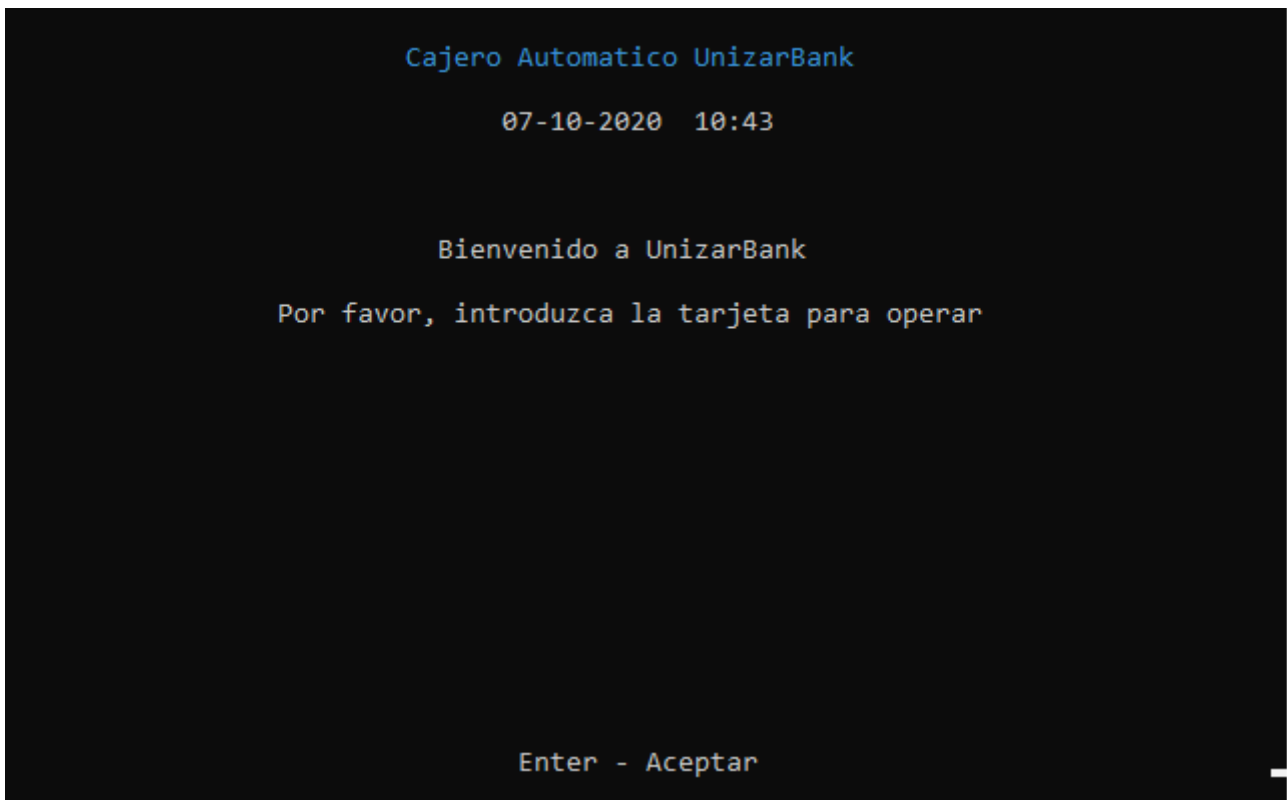 Cajero Automatico UnizarBank
07-10-2020  10:43
Bienvenido a UnizarBank
Por favor, introduzca la tarjeta para operar
Enter - Aceptar